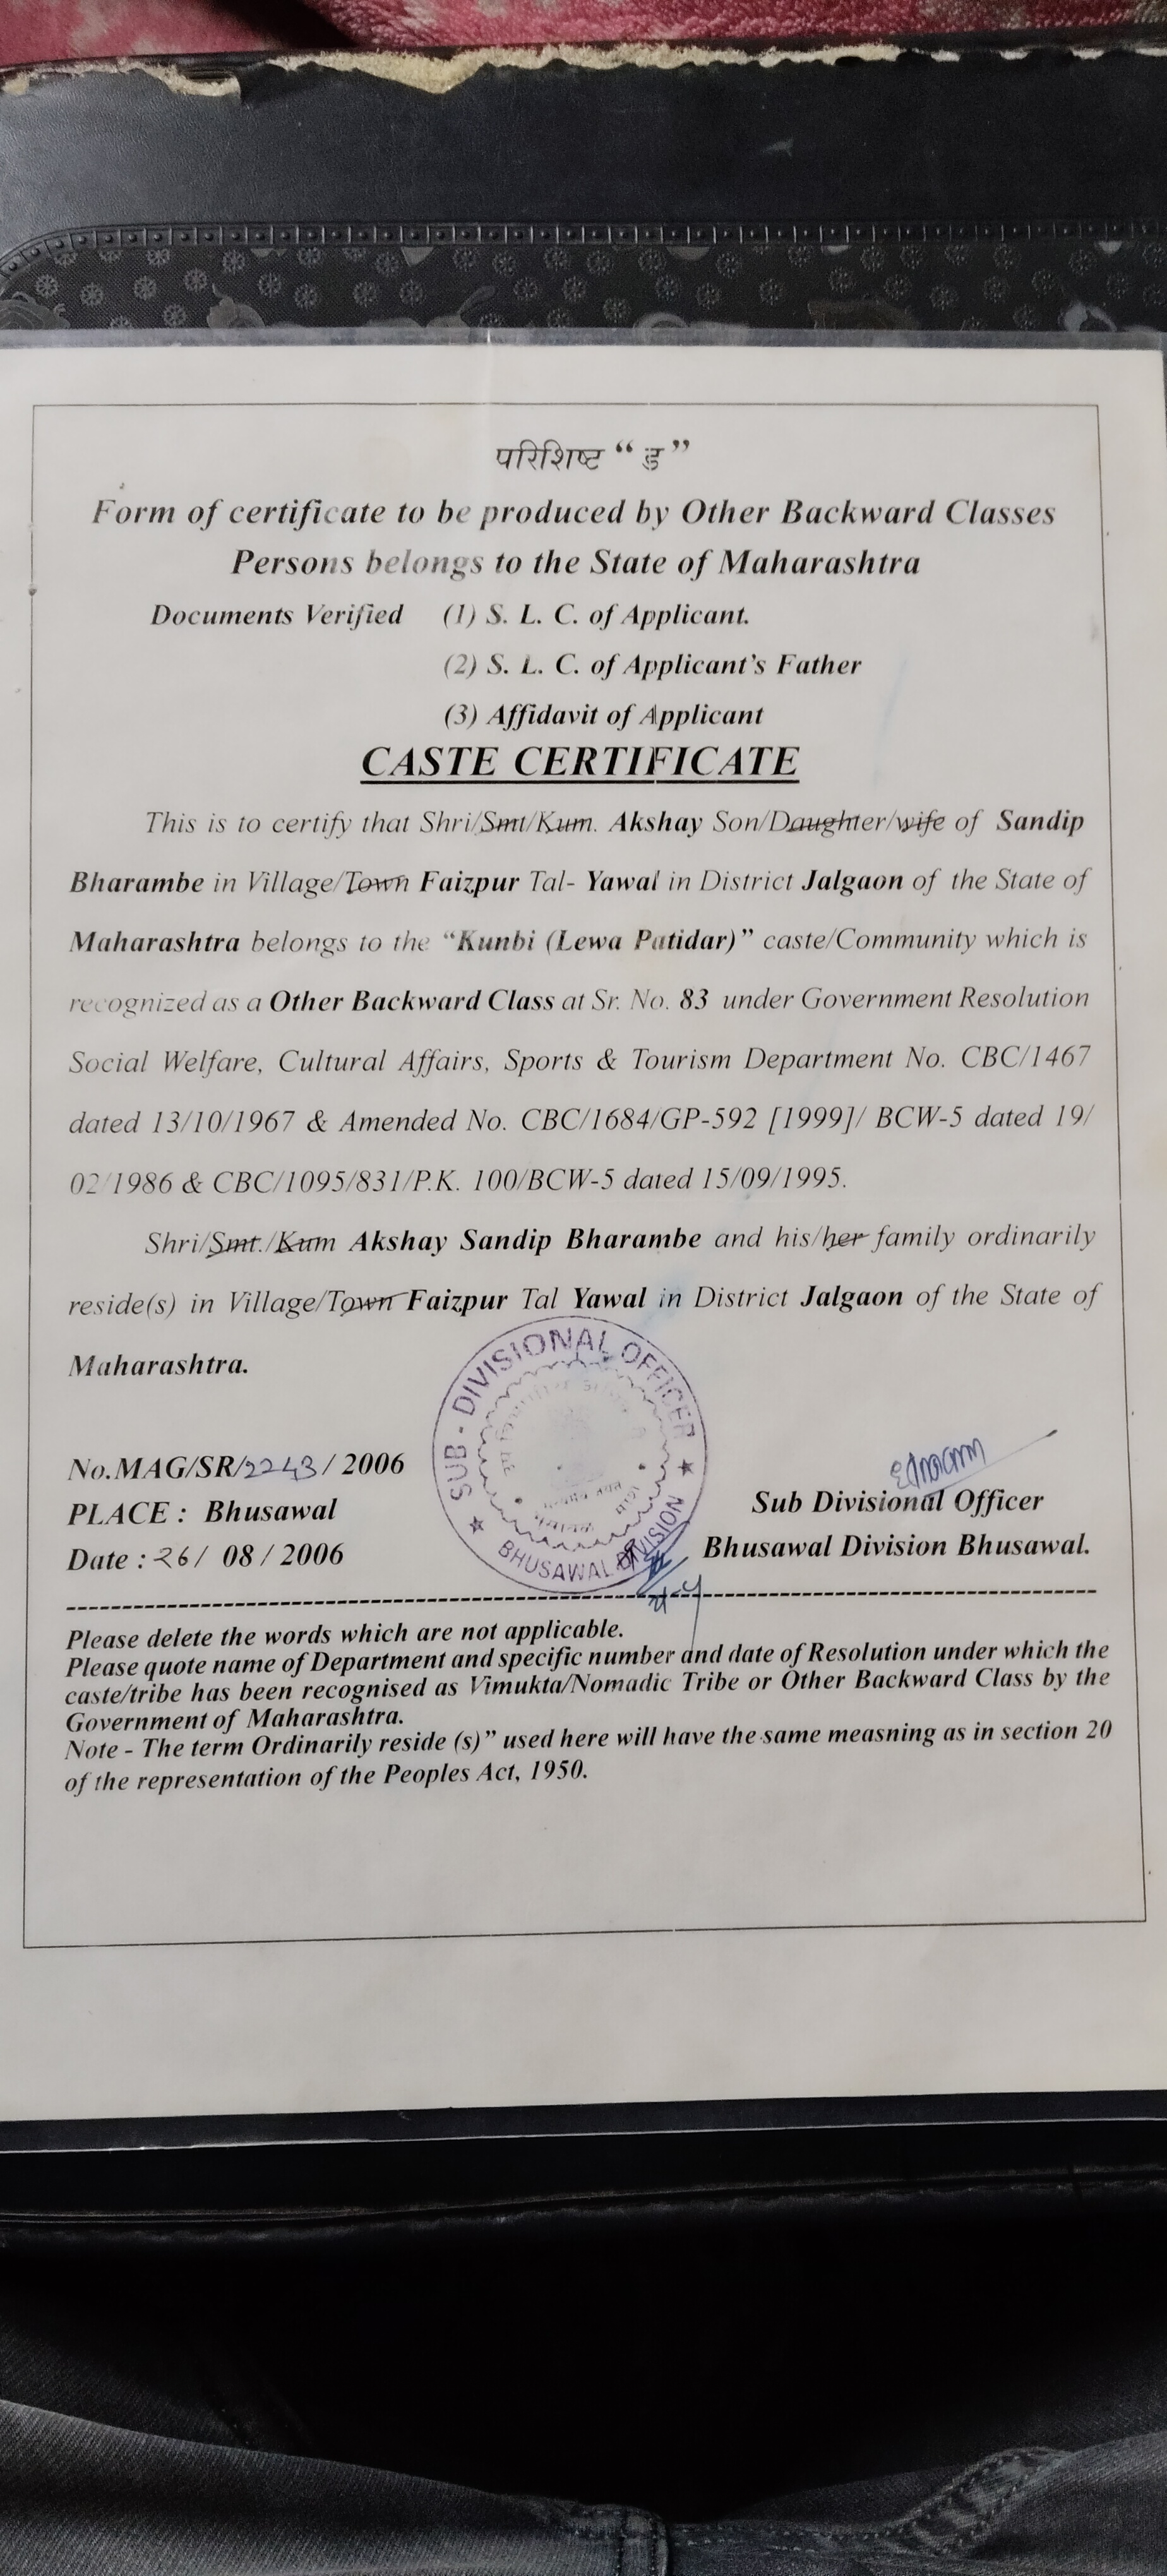 परिशिष्ट “ ड ”
Form of certificate to be produced by Other Backward Classes
Persons belongs to the State of Maharashtra
Documents Verified (1) S. L. C. of Applicant.
(2) S. L. C. of Applicant’s Father
(3) Affidavit of Applicant
CASTE CERTIFICATE
This is to certify that Shri/Smt/Kum. Akshay Son/Daughter/wife of Sandip
Bharambe in Village/Town Faizpur Tal- Yawal in District Jalgaon of the State of
Maharashtra belongs to the “Kunbi (Lewa Patidar)” caste/Community which is
recognized as a Other Backward Class at Sr. No. 83 under Government Resolution
Social Welfare, Cultural Affairs, Sports & Tourism Department No. CBC/1467
dated 13/10/1967 & Amended No. CBC/1684/GP-592 [1999]/ BCW-5 dated 19/
02/1986 & CBC/1095/831/P.K. 100/BCW-5 dated 15/09/1995.
Shri/Smt./Kum Akshay Sandip Bharambe and his/her family ordinarily
reside(s) in Village/Town Faizpur Tal Yawal in District Jalgaon of the State of
Maharashtra.
SUB - DIVISIONAL OFFICER
BHUSAWAL DIVISION
No.MAG/SR/2243/ 2006
PLACE : Bhusawal
Date : 26/ 08 / 2006
Sub Divisional Officer
Bhusawal Division Bhusawal.
Please delete the words which are not applicable.
Please quote name of Department and specific number and date of Resolution under which the
caste/tribe has been recognised as Vimukta/Nomadic Tribe or Other Backward Class by the
Government of Maharashtra.
Note - The term Ordinarily reside (s)” used here will have the same measning as in section 20
of the representation of the Peoples Act, 1950.